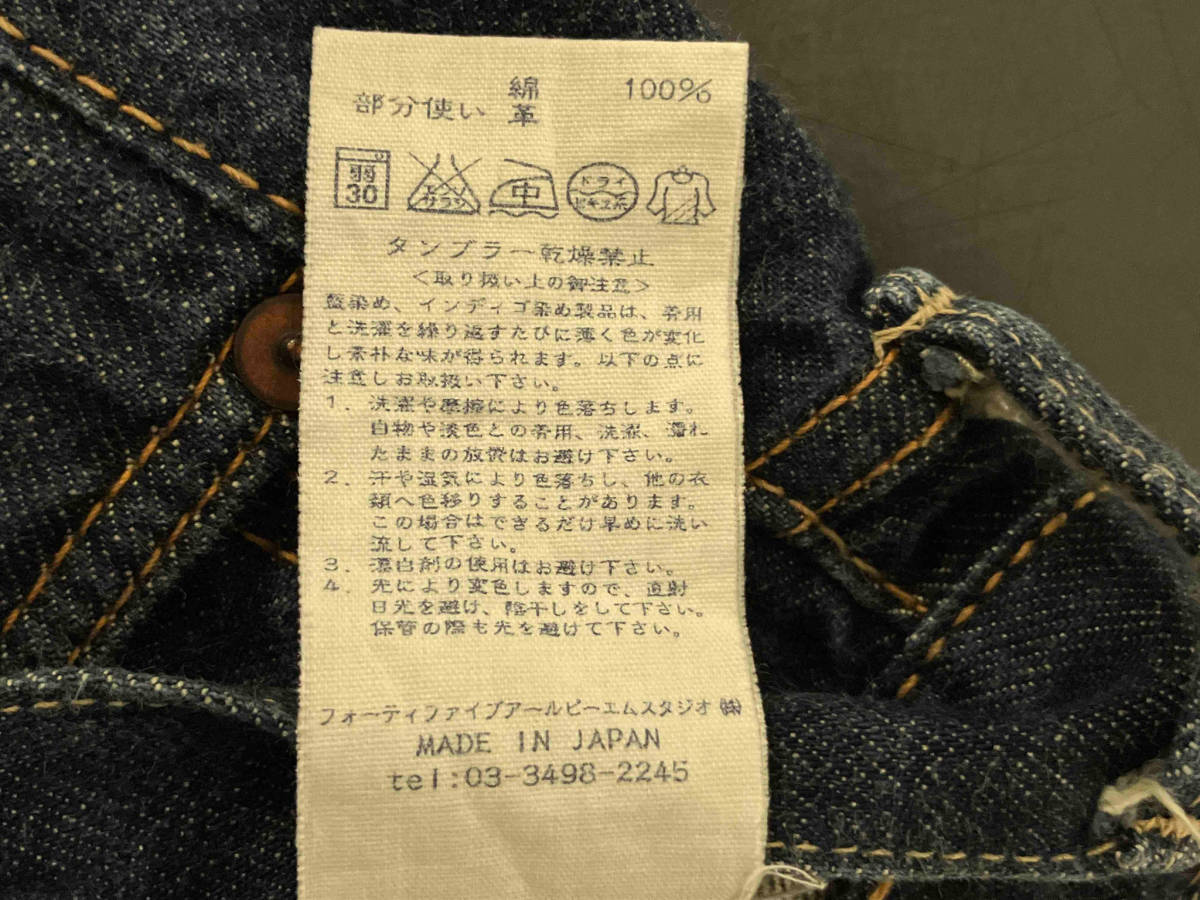 綿 100%
部分使い 革
弱
30
エンソ
サラシ
中
ドライ
セキユ系
タンブラー乾燥禁止
＜取り扱い上の御注意＞
藍染め、インディゴ染め製品は、着用
と洗濯を繰り返すたびに薄く色が変化
し素朴な味が得られます。以下の点に
注意しお取扱い下さい。
1. 洗濯や摩擦により色落ちします。
白物や淡色との着用、洗濯、濡れ
たままの放置はお避け下さい。
2. 汗や湿気により色落ちし、他の衣
類へ色移りすることがあります。
この場合はできるだけ早めに洗い
流して下さい。
3. 漂白剤の使用はお避け下さい。
4. 光により変色しますので、直射
日光を避け、陰干しをして下さい。
保管の際も光を避けて下さい。
フォーティファイブアールピーエムスタジオ㈱
MADE IN JAPAN
tel:03-3498-2245